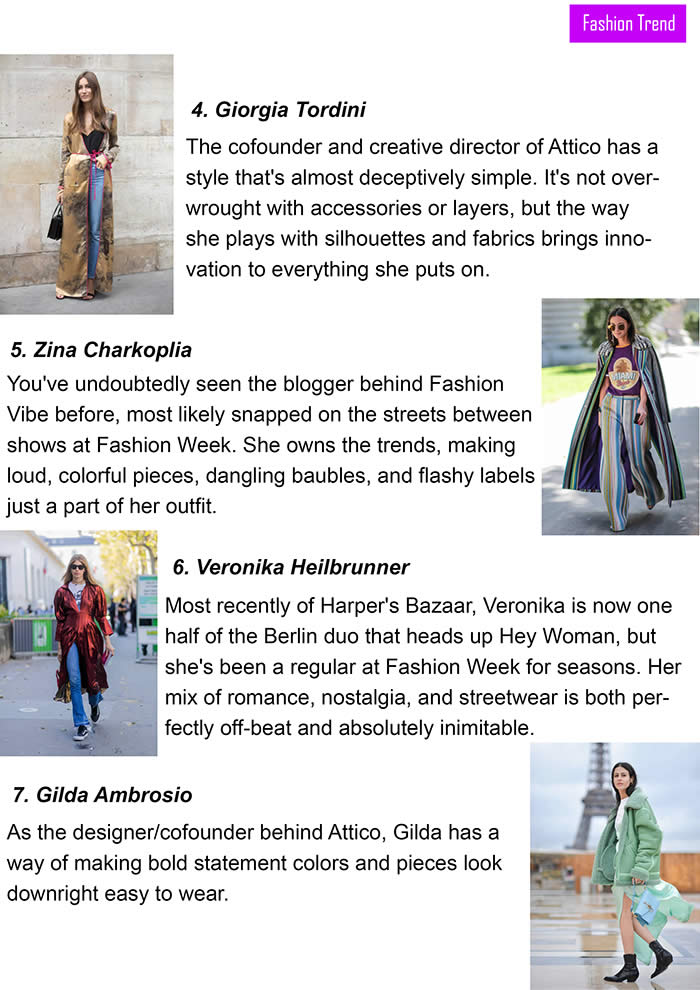 Fashion Trend
4. Giorgia Tordini
The cofounder and creative director of Attico has a
style that's almost deceptively simple. It's not over-
wrought with accessories or layers, but the way
she plays with silhouettes and fabrics brings inno-
vation to everything she puts on.
5. Zina Charkoplia
You've undoubtedly seen the blogger behind Fashion
Vibe before, most likely snapped on the streets between
shows at Fashion Week. She owns the trends, making
loud, colorful pieces, dangling baubles, and flashy labels
just a part of her outfit.
MIAMI
6. Veronika Heilbrunner
Most recently of Harper's Bazaar, Veronika is now one
half of the Berlin duo that heads up Hey Woman, but
she's been a regular at Fashion Week for seasons. Her
mix of romance, nostalgia, and streetwear is both per-
fectly off-beat and absolutely inimitable.
7. Gilda Ambrosio
As the designer/cofounder behind Attico, Gilda has a
way of making bold statement colors and pieces look
downright easy to wear.